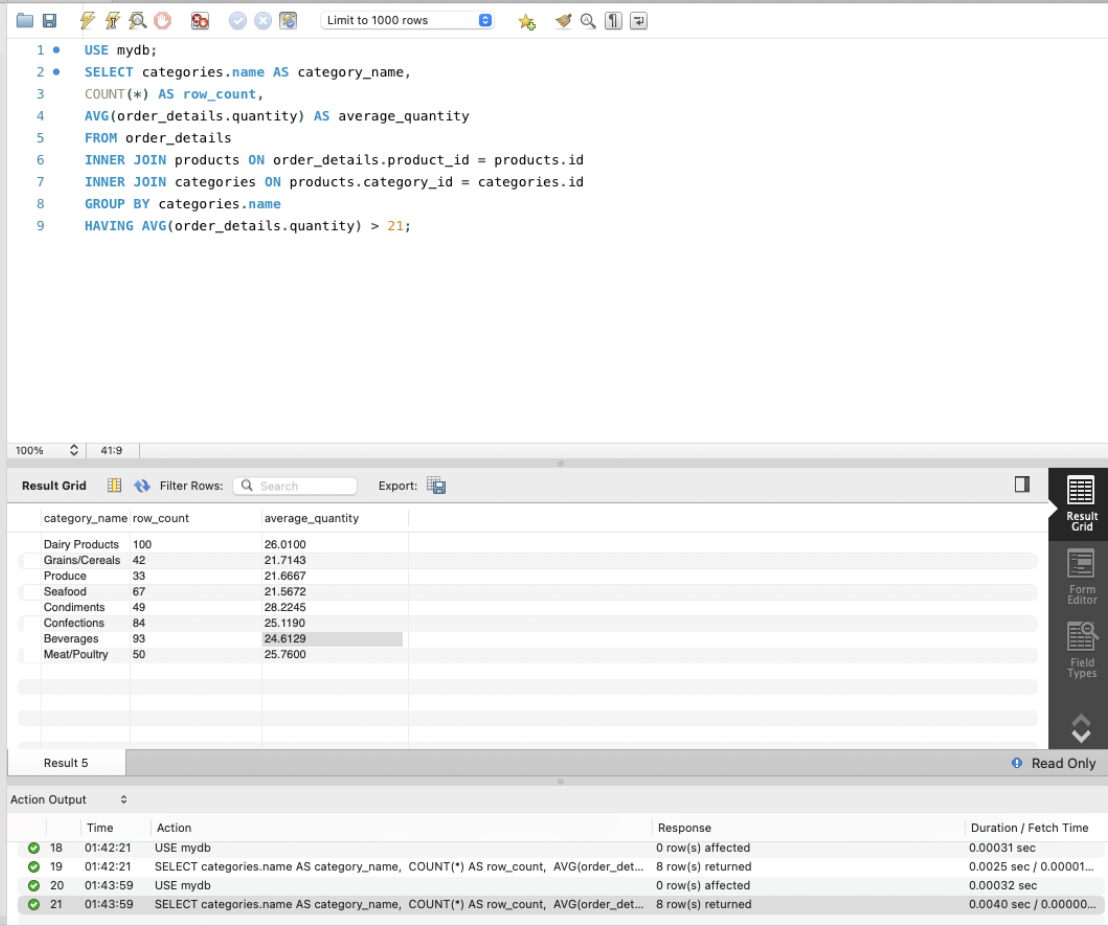 Limit to 1000 rows
1 USE mydb;
2 SELECT categories.name AS category_name,
3 COUNT(*) AS row_count,
4 AVG(order_details.quantity) AS average_quantity
5 FROM order_details
6 INNER JOIN products ON order_details.product_id = products.id
7 INNER JOIN categories ON products.category_id = categories.id
8 GROUP BY categories.name
9 HAVING AVG(order_details.quantity) > 21;
100% 41:9
Result Grid Filter Rows: Search Export:
category_name row_count average_quantity
Dairy Products 100 26.0100
Grains/Cereals 42 21.7143
Produce 33 21.6667
Seafood 67 21.5672
Condiments 49 28.2245
Confections 84 25.1190
Beverages 93 24.6129
Meat/Poultry 50 25.7600
Result
Grid
Form
Editor
Field
Types
Result 5 Read Only
Action Output
Time Action Response Duration / Fetch Time
18 01:42:21 USE mydb 0 row(s) affected 0.00031 sec
19 01:42:21 SELECT categories.name AS category_name, COUNT(*) AS row_count, AVG(order_det... 8 row(s) returned 0.0025 sec / 0.00001...
20 01:43:59 USE mydb 0 row(s) affected 0.00032 sec
21 01:43:59 SELECT categories.name AS category_name, COUNT(*) AS row_count, AVG(order_det... 8 row(s) returned 0.0040 sec / 0.00000...